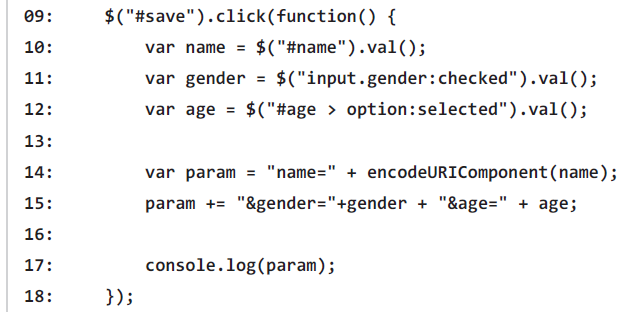 09:     $("#save").click(function() {
10:         var name = $("#name").val();
11:         var gender = $("input.gender:checked").val();
12:         var age = $("#age > option:selected").val();
13:
14:         var param = "name=" + encodeURIComponent(name);
15:         param += "&gender="+gender + "&age=" + age;
16:
17:         console.log(param);
18:     });